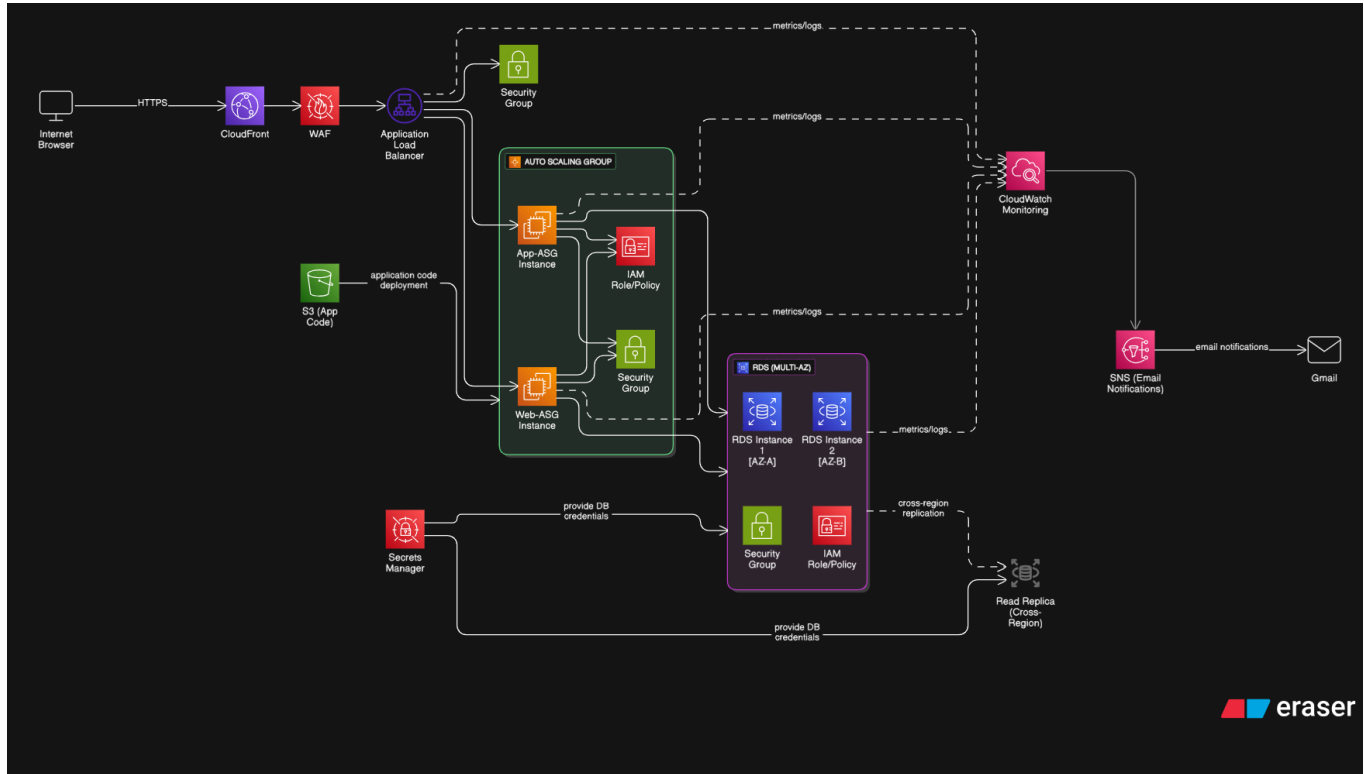 metrics/logs
Security
Group
HTTPS
Internet
Browser
CloudFront
WAF
Application
Load
Balancer
metrics/logs
AUTO SCALING GROUP
CloudWatch
Monitoring
App-ASG
Instance
IAM
Role/Policy
S3 (App
Code)
application code
deployment
metrics/logs
Security
Group
Web-ASG
Instance
RDS (MULTI-AZ)
RDS Instance
1
[AZ-A]
RDS Instance
2
[AZ-B]
metrics/logs
SNS (Email
Notifications)
email notifications
Gmail
Secrets
Manager
provide DB
credentials
Security
Group
IAM
Role/Policy
cross-region
replication
Read Replica
(Cross-
Region)
provide DB
credentials
eraser